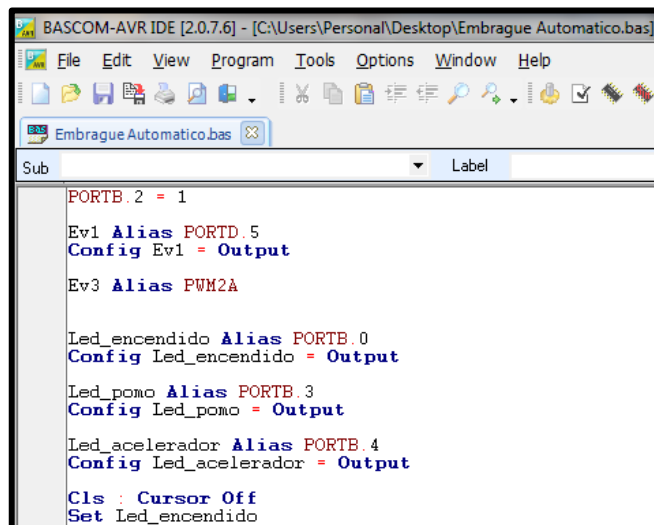 BASCOM-AVR IDE [2.0.7.6] - [C:\Users\Personal\Desktop\Embrague Automatico.bas]
File Edit View Program Tools Options Window Help
Embrague Automatico.bas
Sub Label
PORTB.2 = 1
Ev1 Alias PORTD.5
Config Ev1 = Output
Ev3 Alias PWM2A
Led_encendido Alias PORTB.0
Config Led_encendido = Output
Led_pomo Alias PORTB.3
Config Led_pomo = Output
Led_acelerador Alias PORTB.4
Config Led_acelerador = Output
Cls : Cursor Off
Set Led_encendido